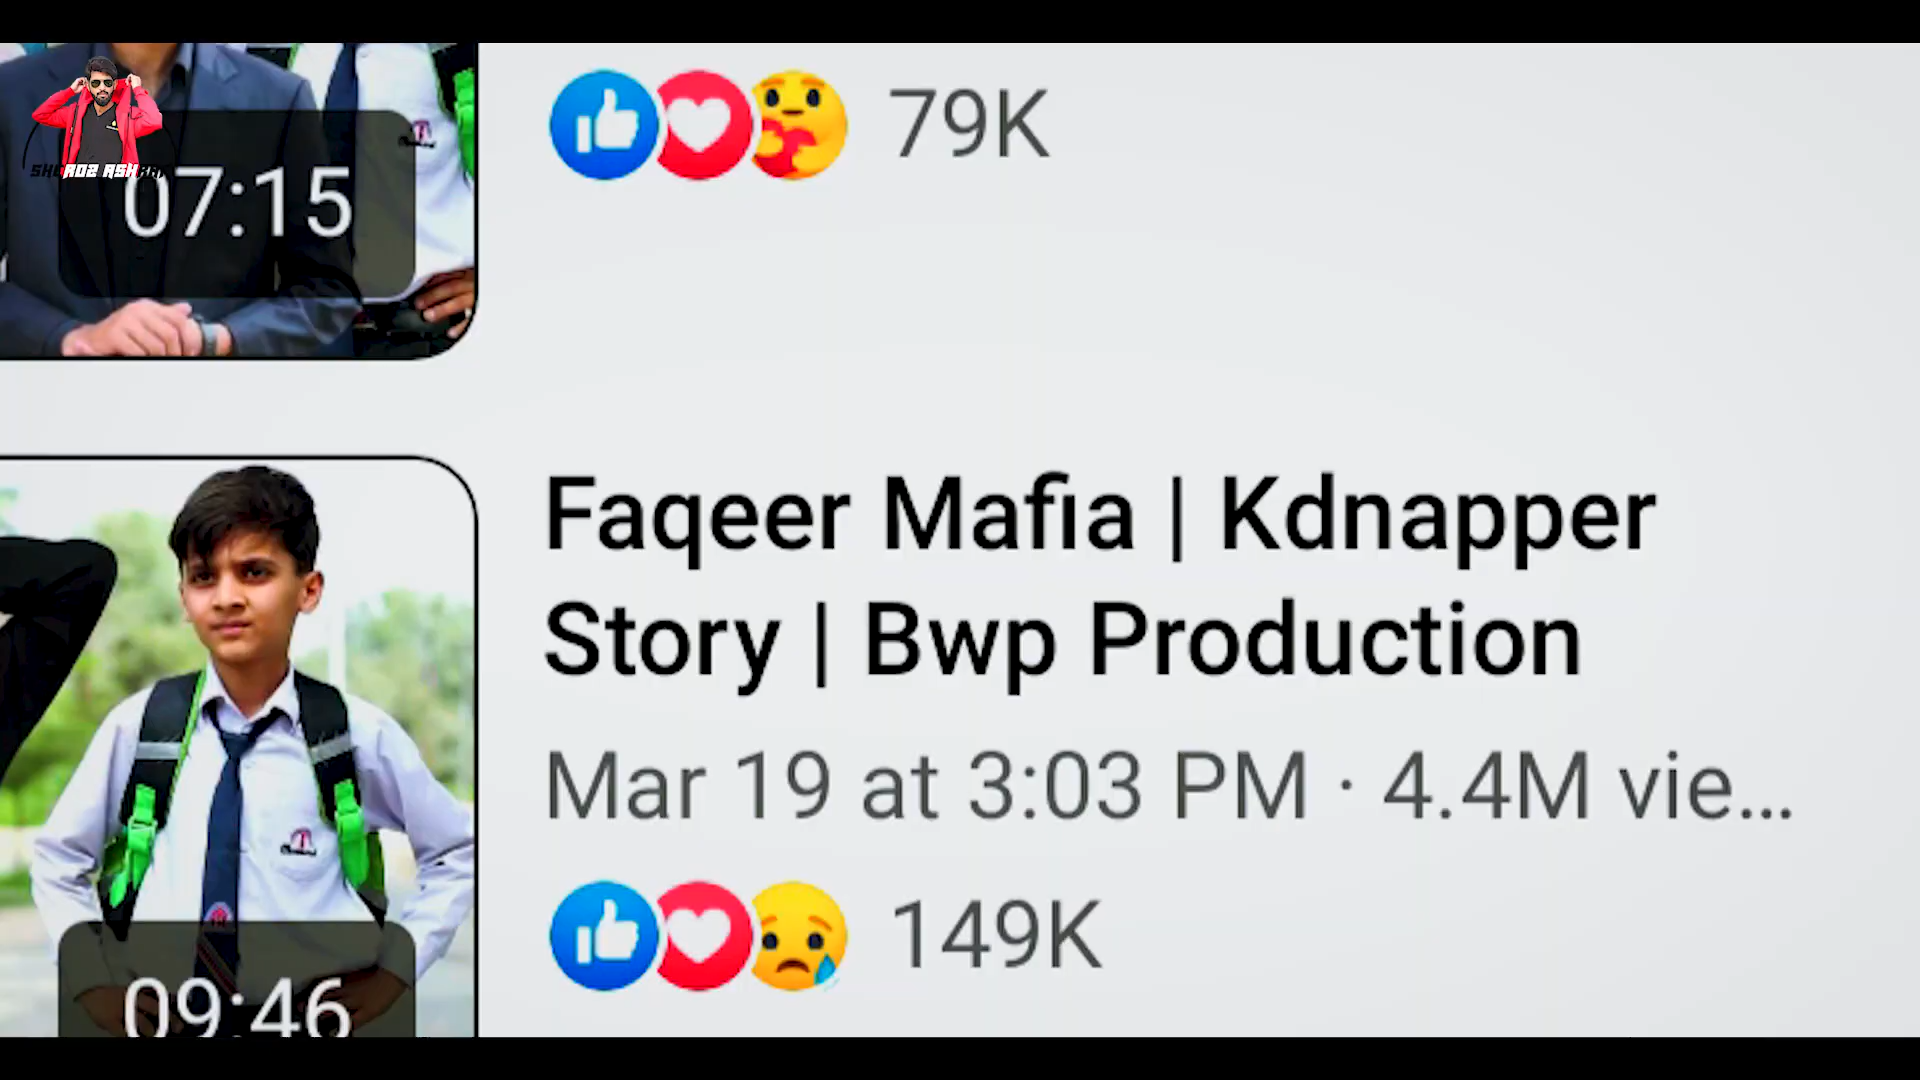 79K
07:15
Faqeer Mafia | Kdnapper
Story | Bwp Production
Mar 19 at 3:03 PM · 4.4M vie...
149K
09:46